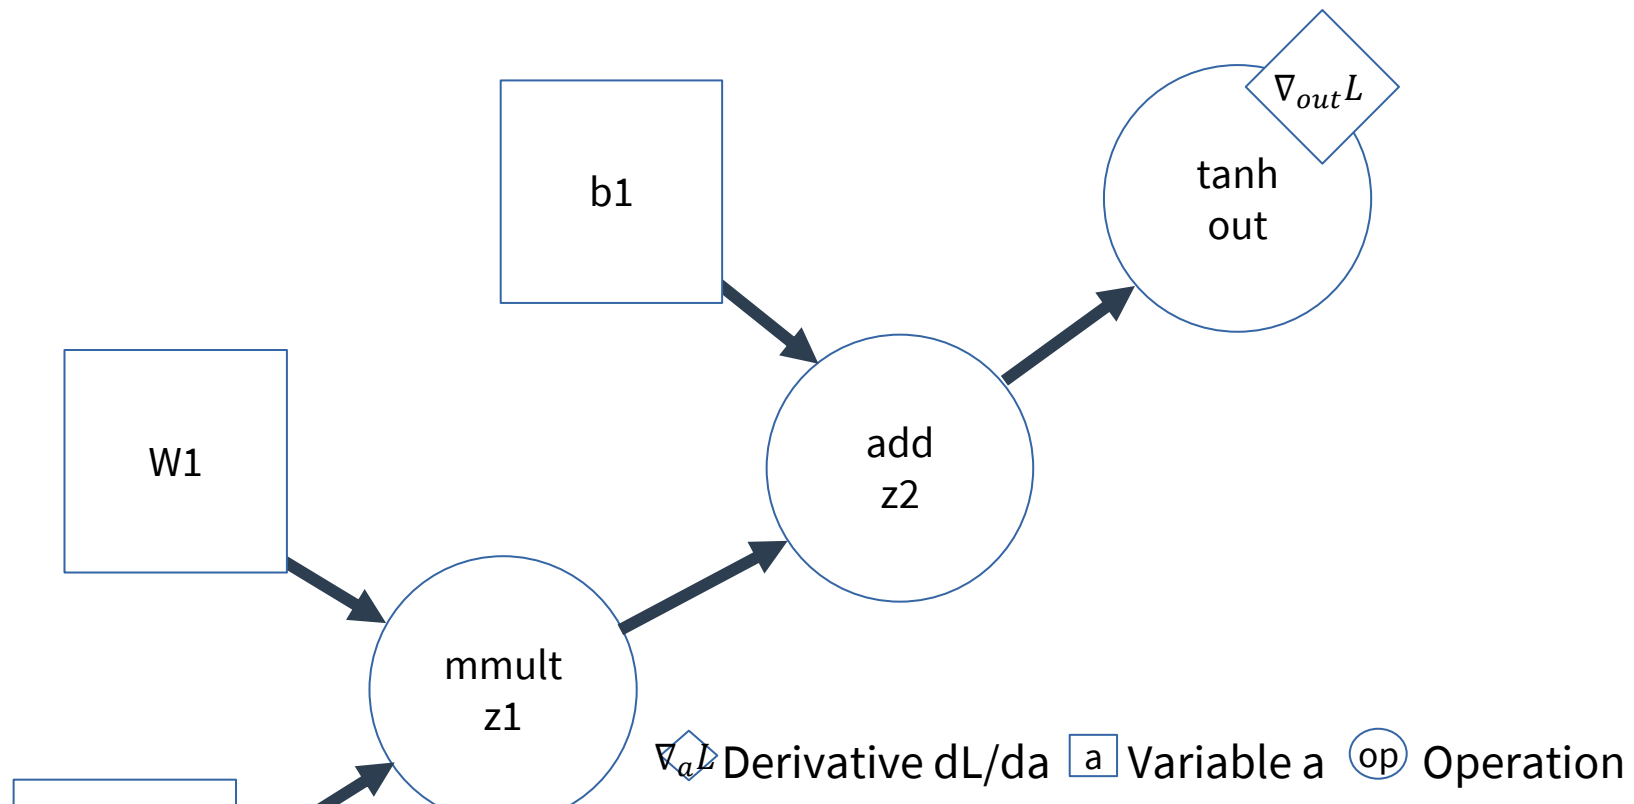 ∇outL
tanh
out
b1
add
z2
W1
mmult
z1
∇aL Derivative dL/da a Variable a op Operation